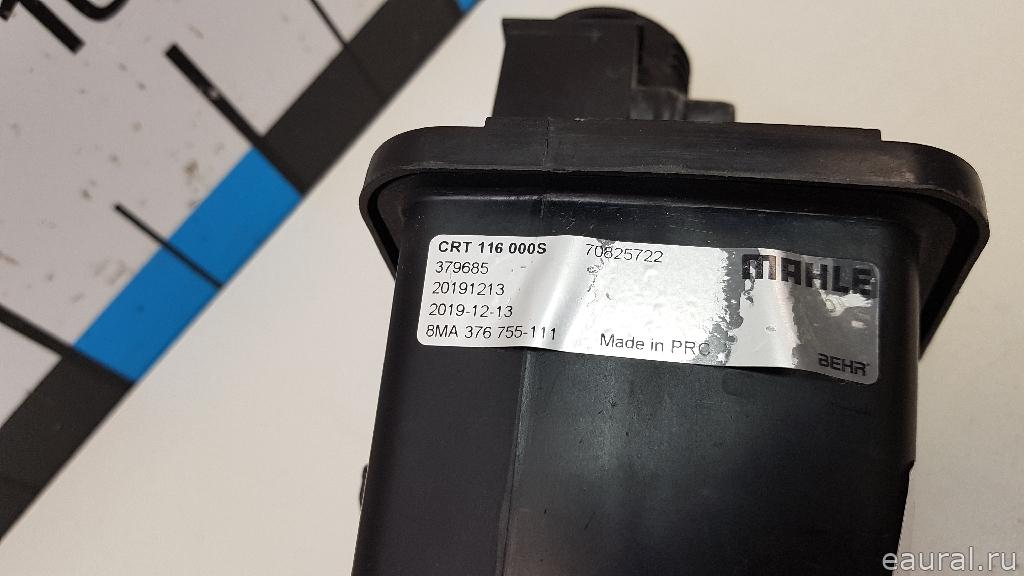 CRT 116 000S 70825722
379685
20191213
2019-12-13
8MA 376 755-111
Made in PRC
MAHLE
BEHR
eaural.ru